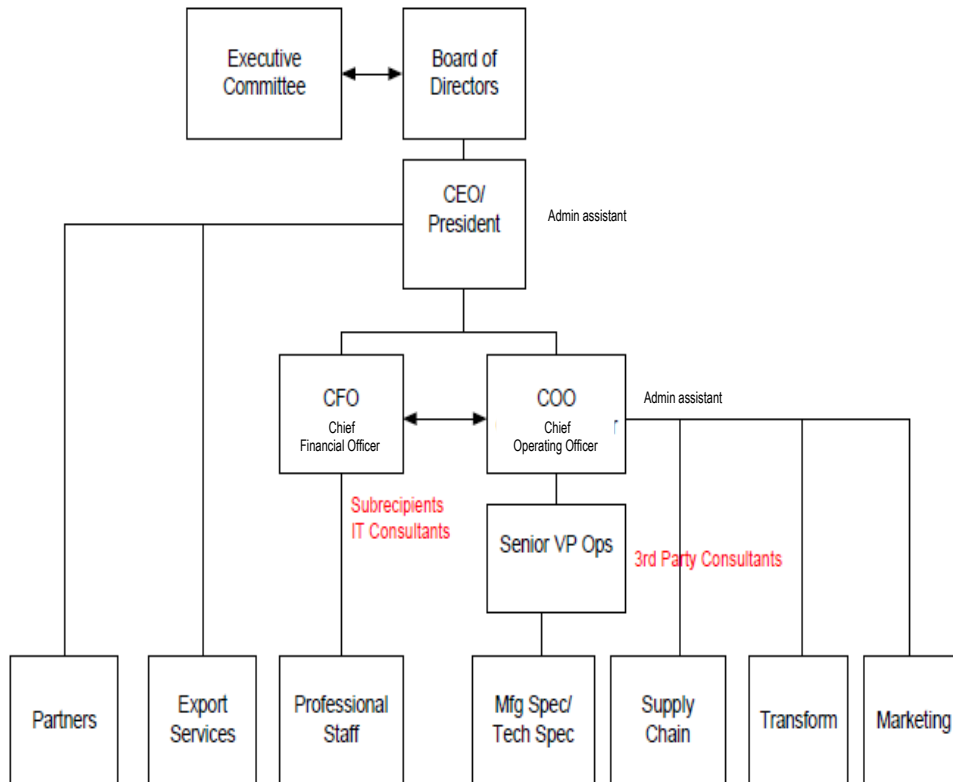 Executive
Committee
Board of
Directors
CEO/
President
Admin assistant
CFO
Chief
Financial Officer
COO
Chief
Operating Officer
Admin assistant
Subrecipients
IT Consultants
Senior VP Ops
3rd Party Consultants
Partners
Export
Services
Professional
Staff
Mfg Spec/
Tech Spec
Supply
Chain
Transform
Marketing